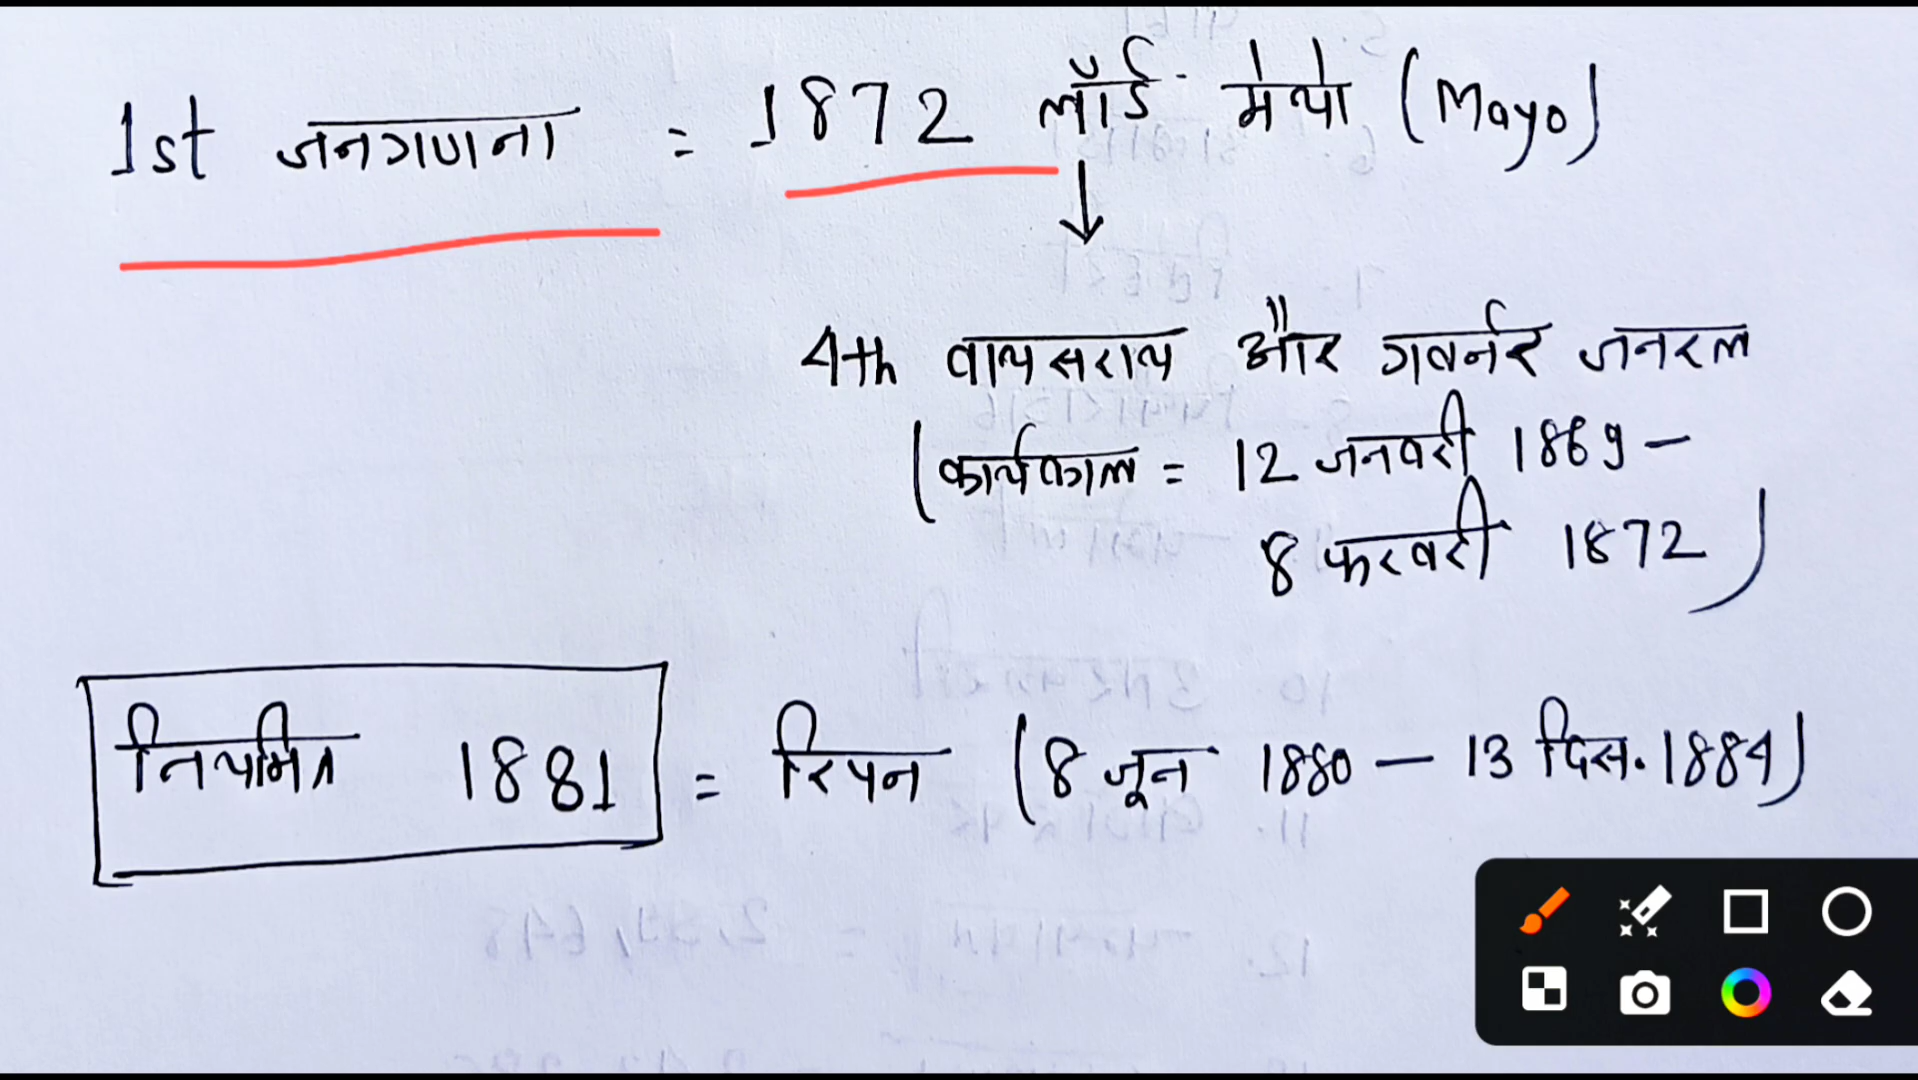 1st जनगणना = 1872 लॉर्ड मेयो (Mayo)
4th वायसराय और गवर्नर जनरल
(कार्यकाल = 12 जनवरी 1869 –
8 फरवरी 1872)
नियमित 1881 = रिपन (8 जून 1880 – 13 दिस. 1884)